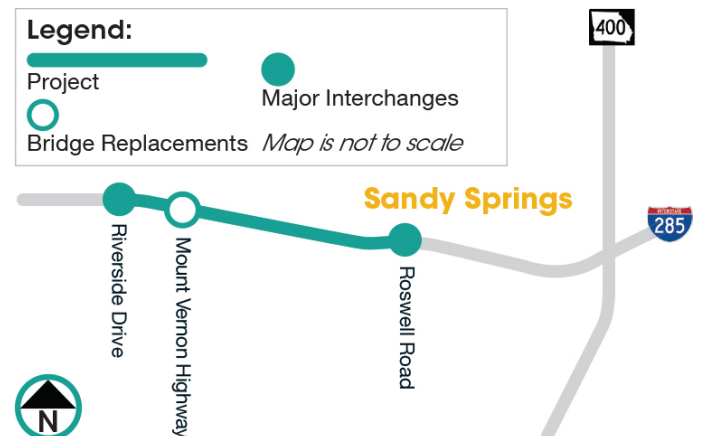 Legend:
Project
Major Interchanges
Bridge Replacements
Map is not to scale
400
Sandy Springs
INTERSTATE
285
Riverside Drive
Mount Vernon Highway
Roswell Road
N